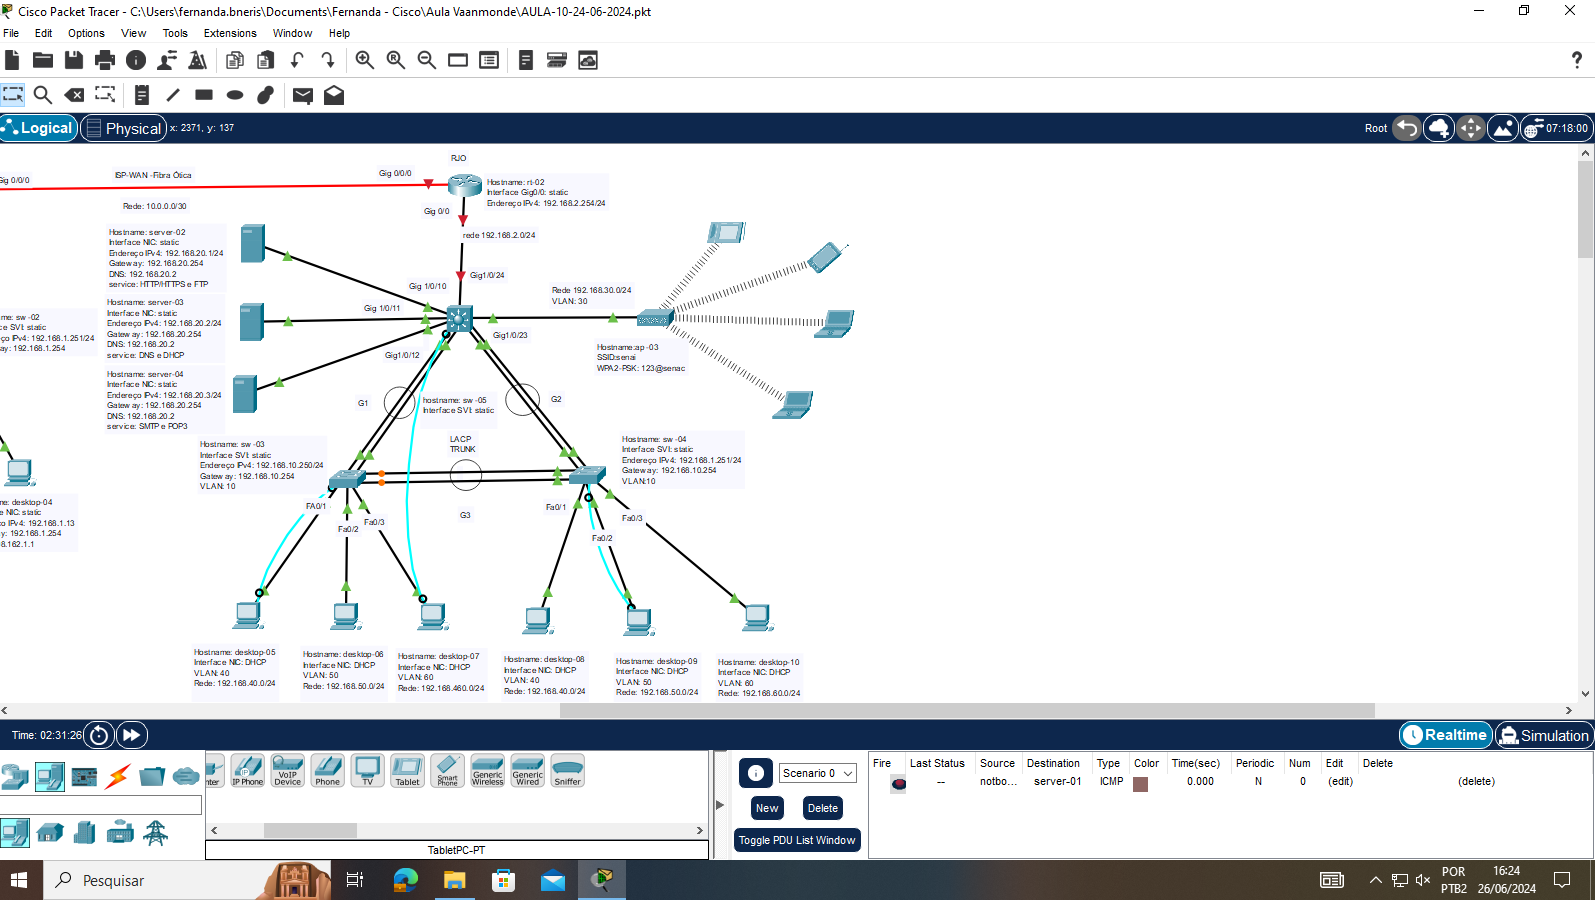 Cisco Packet Tracer - C:\Users\fernanda.bneris\Documents\Fernanda - Cisco\Aula Vaanmonde\AULA-10-24-06-2024.pkt
File Edit Options View Tools Extensions Window Help
Logical Physical x: 2371, y: 137 Root 07:18:00
RJO
Gig 0/0/0
ISP-WAN -Fibra Ótica
Gig 0/0/0
Rede: 10.0.0.0/30
Hostname: rt-02
Interface Gig0/0: static
Endereço IPv4: 192.168.2.254/24
Gig 0/0
rede 192.168.2.0/24
Hostname: server-02
Interface NIC: static
Endereço IPv4: 192.168.20.1/24
Gateway: 192.168.20.254
DNS: 192.168.20.2
service: HTTP/HTTPS e FTP
Gig1/0/24
Gig 1/0/10
Rede 192.168.30.0/24
VLAN: 30
Hostname: server-03
Interface NIC: static
Endereço IPv4: 192.168.20.2/24
Gateway: 192.168.20.254
DNS: 192.168.20.2
service: DNS e DHCP
Gig 1/0/11
Gig1/0/12
Gig1/0/23
me: sw-02
e SVI: static
o IPv4: 192.168.1.251/24
ay: 192.168.1.254
Hostname:ap-03
SSID:senai
WPA2-PSK: 123@senac
Hostname: server-04
Interface NIC: static
Endereço IPv4: 192.168.20.3/24
Gateway: 192.168.20.254
DNS: 192.168.20.2
service: SMTP e POP3
G1
hostname: sw-05
Interface SVI: static
G2
Hostname: sw-03
Interface SVI: static
Endereço IPv4: 192.168.10.250/24
Gateway: 192.168.10.254
VLAN: 10
LACP
TRUNK
Hostname: sw-04
Interface SVI: static
Endereço IPv4: 192.168.1.251/24
Gateway: 192.168.10.254
VLAN:10
G3
FA0/1
Fa0/2
Fa0/3
Fa0/1
Fa0/2
Fa0/3
me: desktop-04
e NIC: static
o IPv4: 192.168.1.13
y: 192.168.1.254
8.162.1.1
Hostname: desktop-05
Interface NIC: DHCP
VLAN: 40
Rede: 192.168.40.0/24
Hostname: desktop-06
Interface NIC: DHCP
VLAN: 50
Rede: 192.168.50.0/24
Hostname: desktop-07
Interface NIC: DHCP
VLAN: 60
Rede: 192.168.460.0/24
Hostname: desktop-08
Interface NIC: DHCP
VLAN: 40
Rede: 192.168.40.0/24
Hostname: desktop-09
Interface NIC: DHCP
VLAN: 50
Rede: 192.168.50.0/24
Hostname: desktop-10
Interface NIC: DHCP
VLAN: 60
Rede: 192.168.60.0/24
Time: 02:31:26 Realtime Simulation
nter
IP Phone
VoIP Device
Phone
TV
Tablet
Smart Phone
Generic Wireless
Generic Wired
Sniffer
TabletPC-PT
Scenario 0
New Delete
Toggle PDU List Window
Fire Last Status Source Destination Type Color Time(sec) Periodic Num Edit Delete
-- notbo... server-01 ICMP 0.000 N 0 (edit) (delete)
Pesquisar
POR
PTB2
16:24
26/06/2024